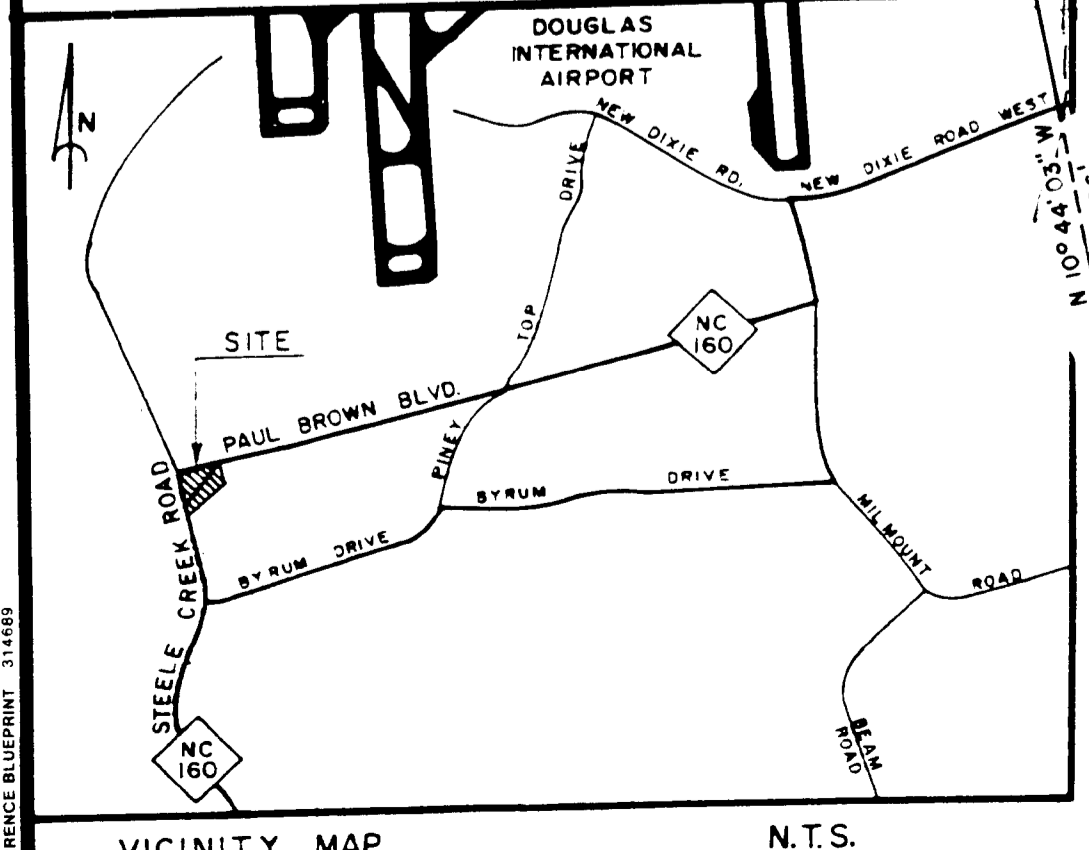 DOUGLAS
INTERNATIONAL
AIRPORT
N
NEW DIXIE RD.
NEW DIXIE ROAD WEST
N 10° 44' 03" W
DRIVE
TOP
PINEY
NC
160
SITE
PAUL BROWN BLVD.
BYRUM DRIVE
BYRUM DRIVE
STEELE CREEK ROAD
MILMOUNT
ROAD
BEAM
ROAD
NC
160
RENCE BLUEPRINT 314689
VICINITY MAP
N.T.S.